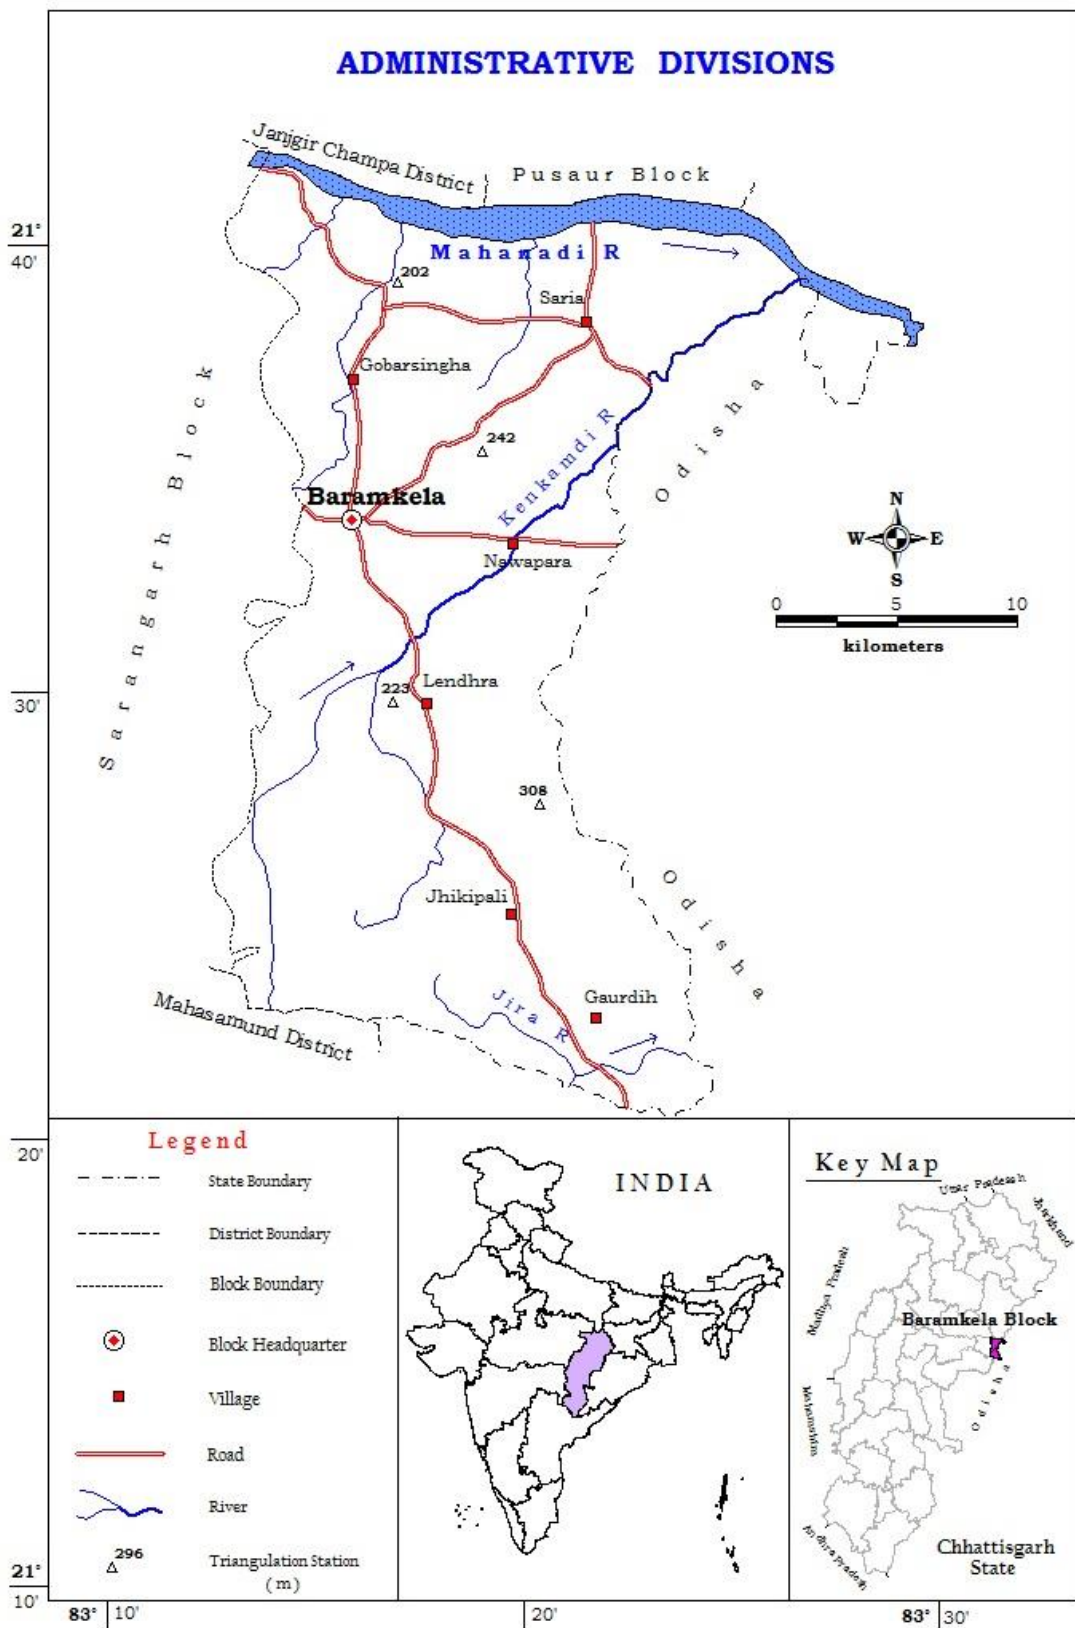 ADMINISTRATIVE DIVISIONS
Janjgir Champa District
Pusaur Block
21°
40'
Mahanadi R
202
Saria
Gobarsingha
Sarangarh Block
242
Odisha
Kenkamdi R
Baramkela
Nawapara
N
W E
S
0 5 10
kilometers
30'
223
Lendhra
308
Odisha
Jhikipali
Jira R
Gaurdih
Mahasamund District
20'
Legend
State Boundary
District Boundary
Block Boundary
Block Headquarter
Village
Road
River
296
Triangulation Station
( m )
INDIA
Key Map
Uttar Pradesh
Jharkhand
Madhya Pradesh
Baramkela Block
Odisha
Maharashtra
Andhra Pradesh
Chhattisgarh
State
21°
10'
83° 10' 20' 83° 30'